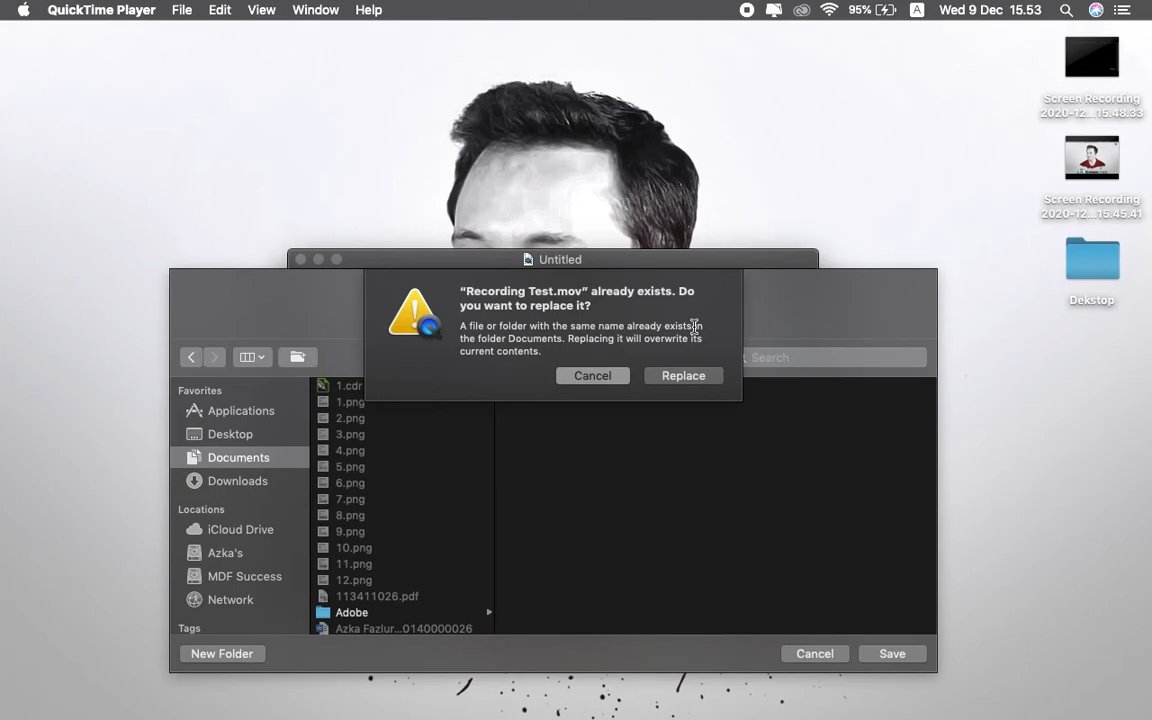 QuickTime Player File Edit View Window Help 95% A Wed 9 Dec 15.53
Screen Recording
2020-12...15.48.33
Screen Recording
2020-12...15.45.41
Dekstop
Untitled
“Recording Test.mov” already exists. Do
you want to replace it?
A file or folder with the same name already exists in
the folder Documents. Replacing it will overwrite its
current contents.
Cancel Replace
Search
Favorites
Applications
Desktop
Documents
Downloads
Locations
iCloud Drive
Azka's
MDF Success
Network
Tags
1.cdr
1.png
2.png
3.png
4.png
5.png
6.png
7.png
8.png
9.png
10.png
11.png
12.png
113411026.pdf
Adobe
Azka Fazlur...0140000026
New Folder Cancel Save